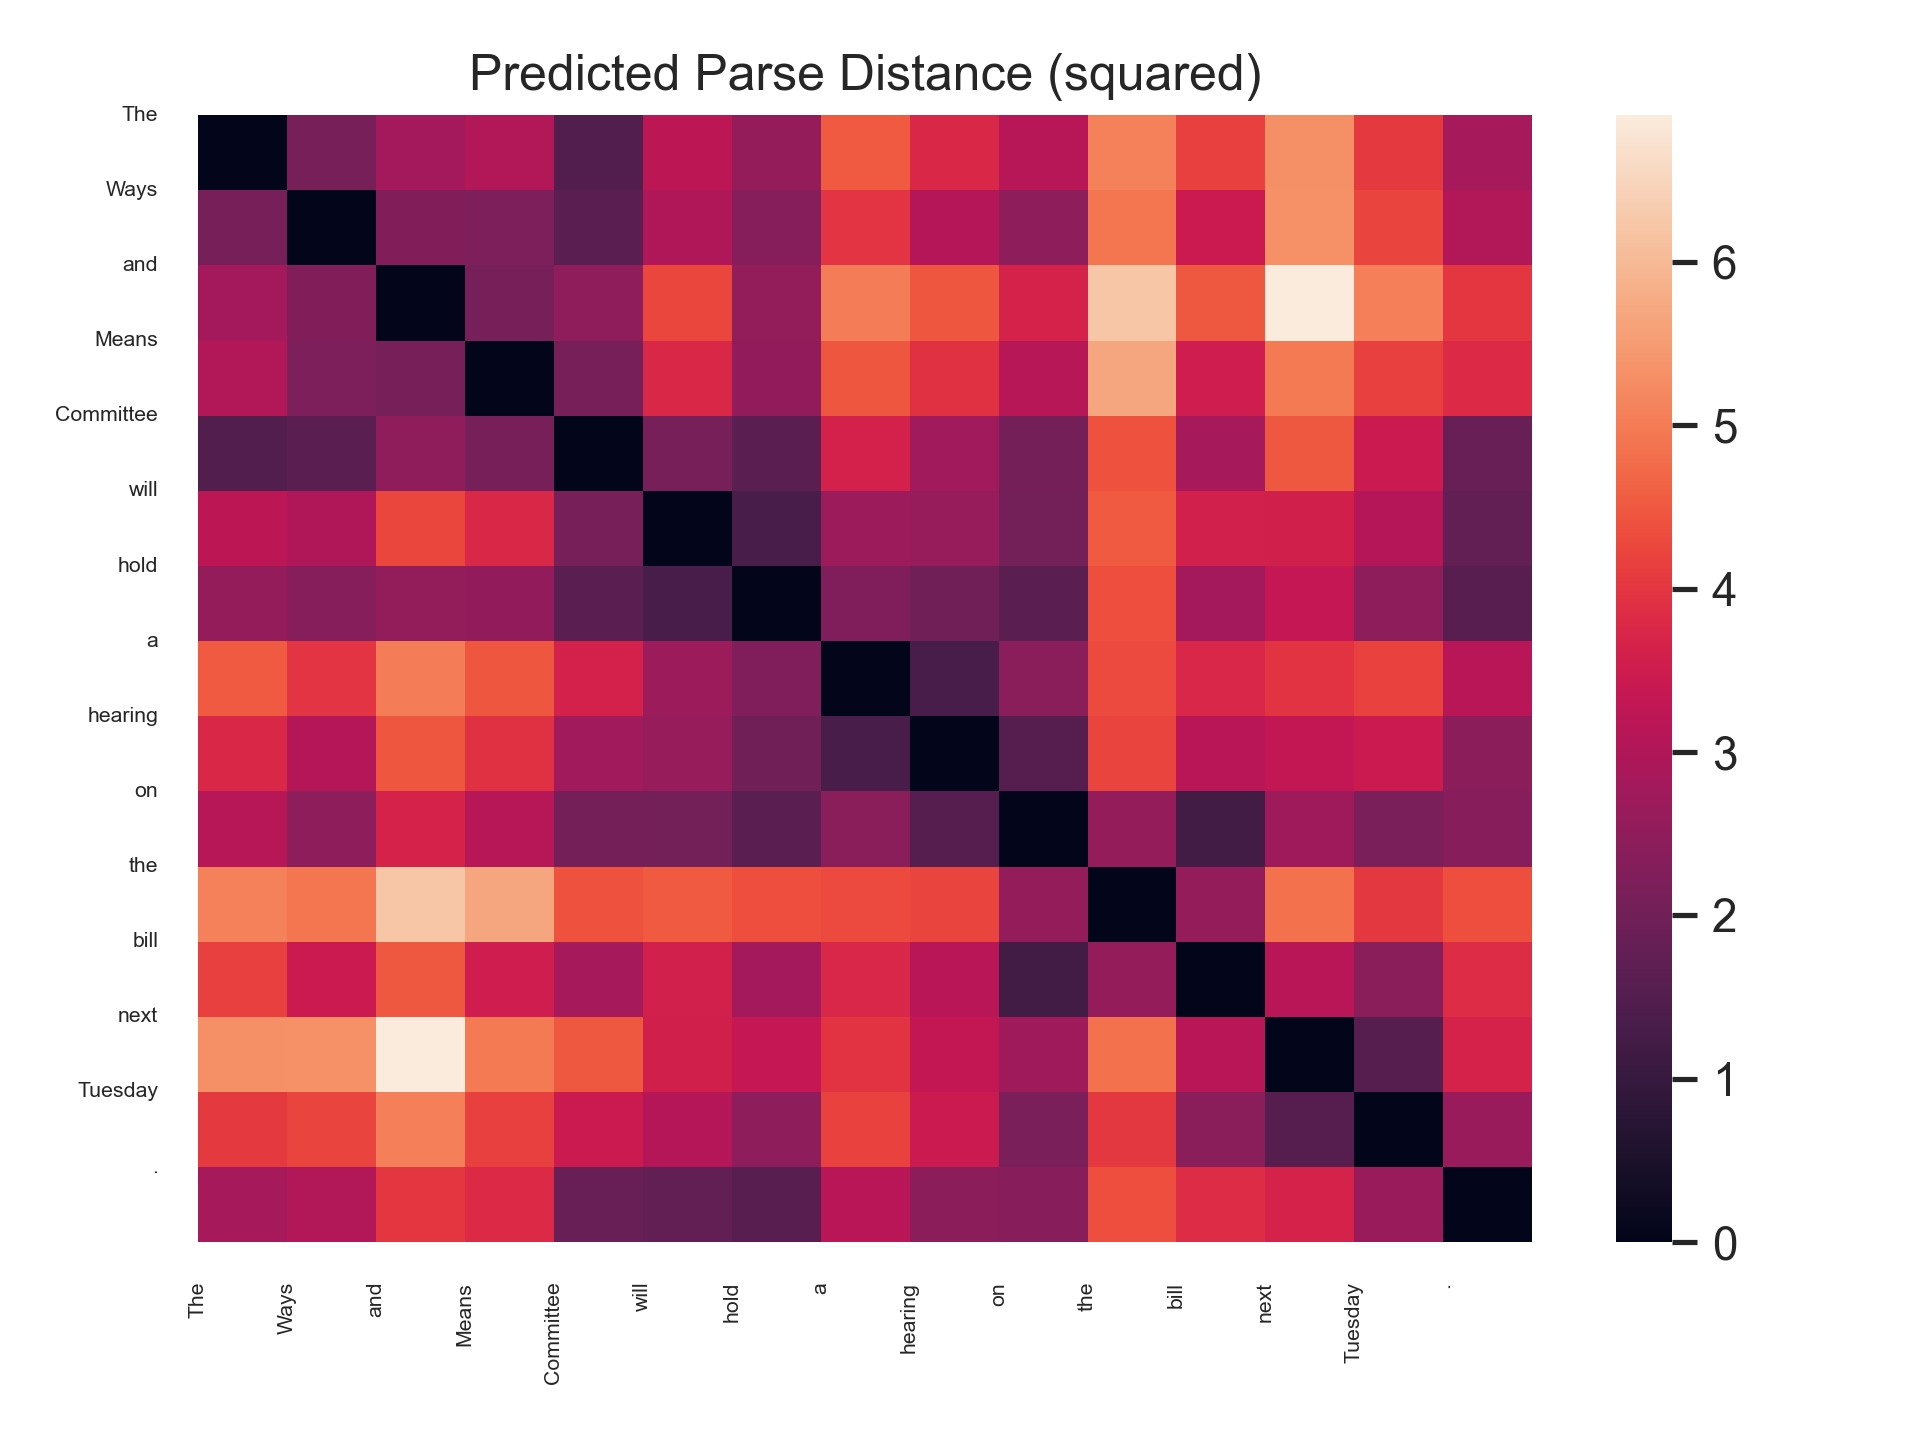 Predicted Parse Distance (squared)
The
Ways
and
Means
Committee
will
hold
a
hearing
on
the
bill
next
Tuesday
.
6
5
4
3
2
1
0
The
Ways
and
Means
Committee
will
hold
a
hearing
on
the
bill
next
Tuesday
.